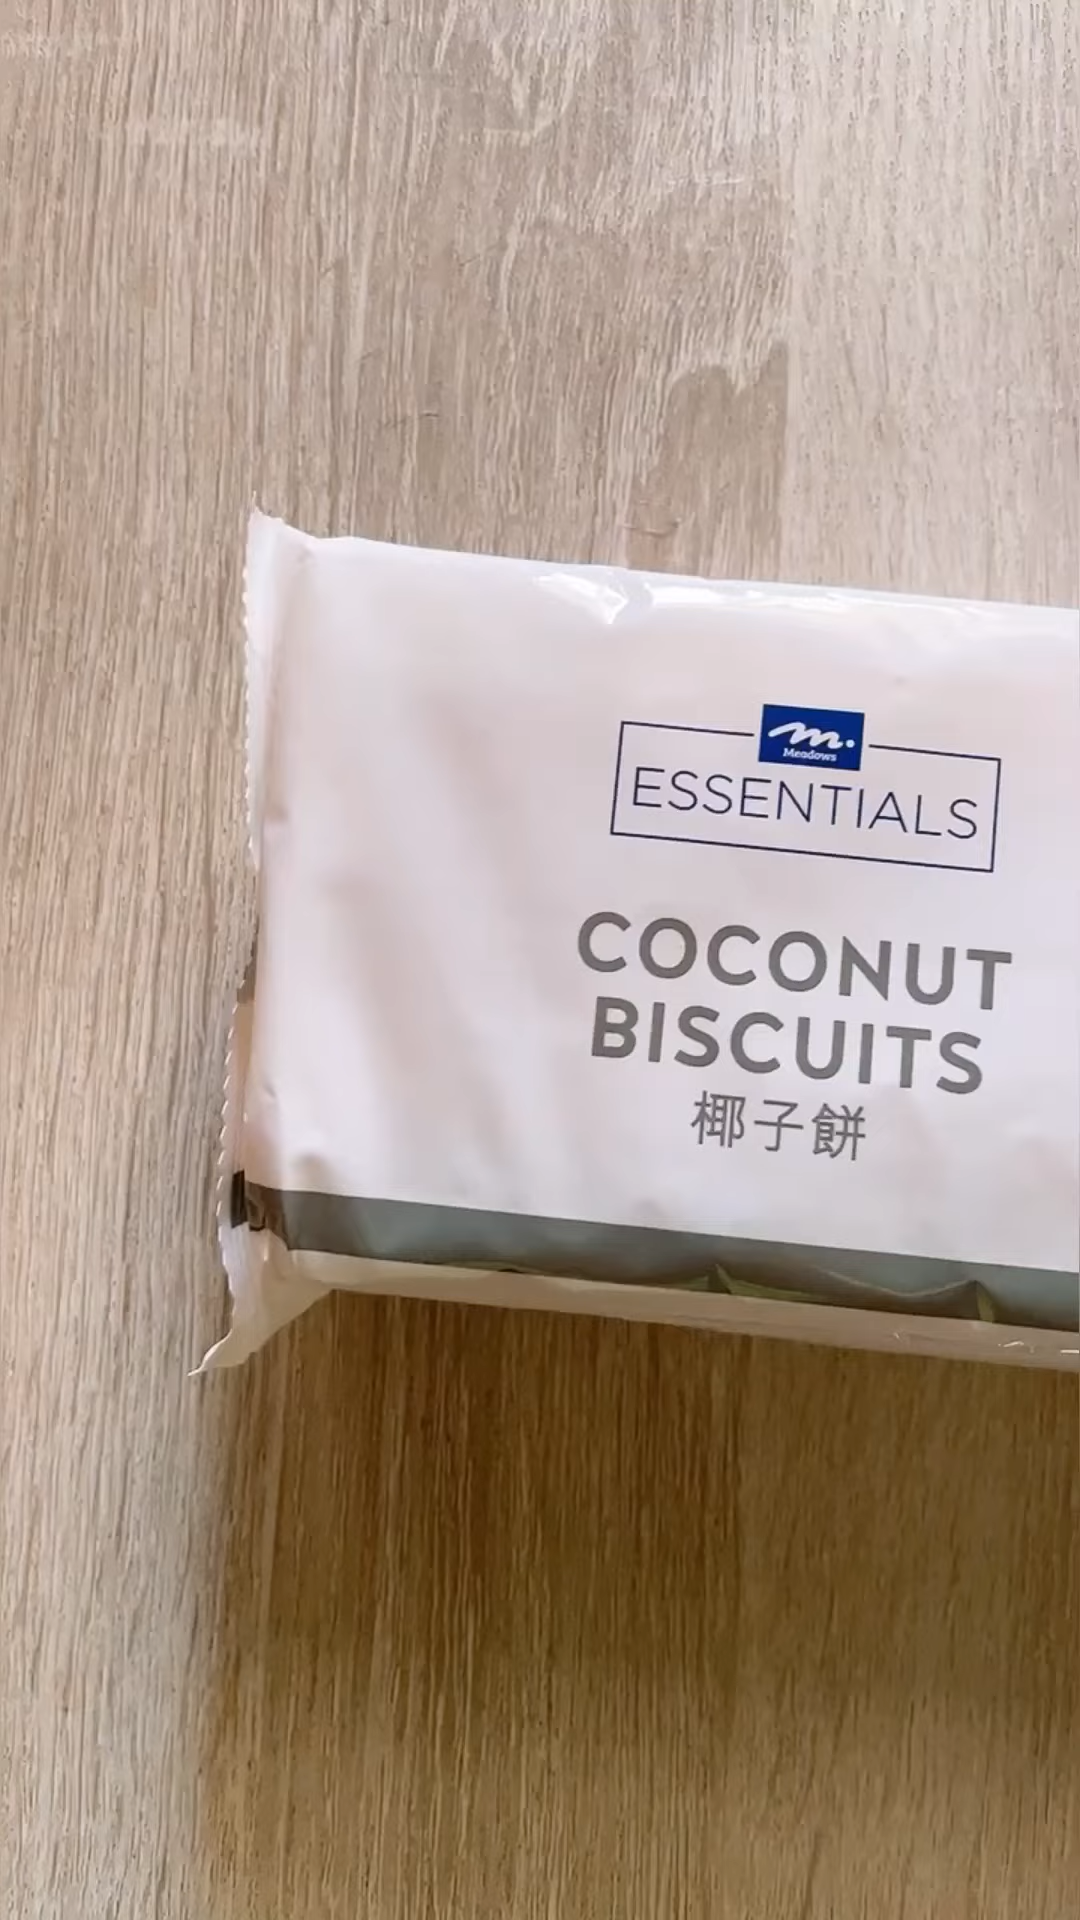 m.
Meadows
ESSENTIALS
COCONUT
BISCUITS
椰子餅